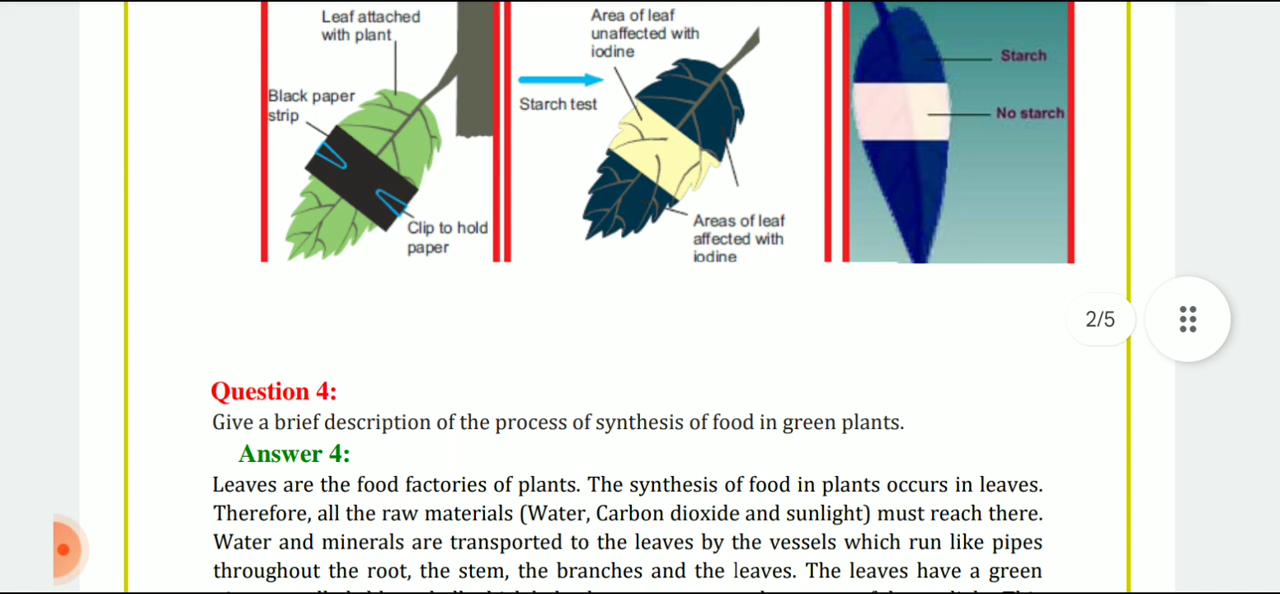 Leaf attached
with plant
Black paper
strip
Clip to hold
paper
Starch test
Area of leaf
unaffected with
iodine
Areas of leaf
affected with
iodine
Starch
No starch
2/5
Question 4:
Give a brief description of the process of synthesis of food in green plants.
Answer 4:
Leaves are the food factories of plants. The synthesis of food in plants occurs in leaves.
Therefore, all the raw materials (Water, Carbon dioxide and sunlight) must reach there.
Water and minerals are transported to the leaves by the vessels which run like pipes
throughout the root, the stem, the branches and the leaves. The leaves have a green